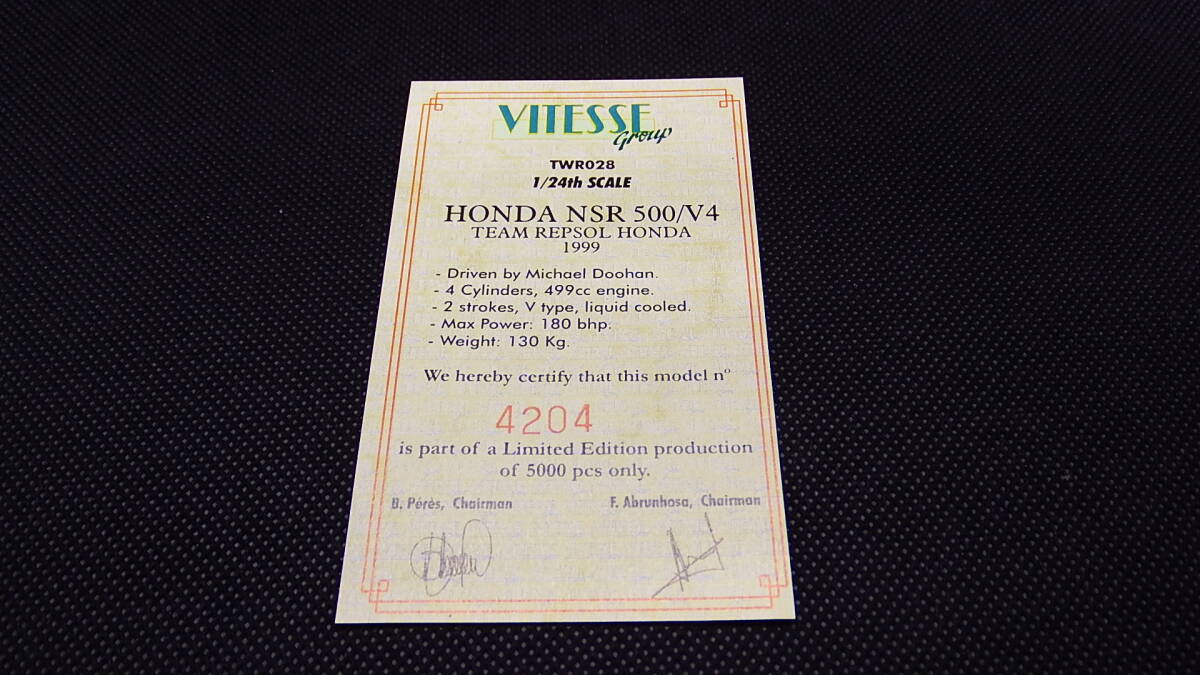 VITESSE
Group
TWR028
1/24th SCALE
HONDA NSR 500/V4
TEAM REPSOL HONDA
1999
- Driven by Michael Doohan.
- 4 Cylinders, 499cc engine.
- 2 strokes, V type, liquid cooled.
- Max Power: 180 bhp.
- Weight: 130 Kg.
We hereby certify that this model nº
4204
is part of a Limited Edition production
of 5000 pcs only.
B. Pérès, Chairman
F. Abrunhosa, Chairman